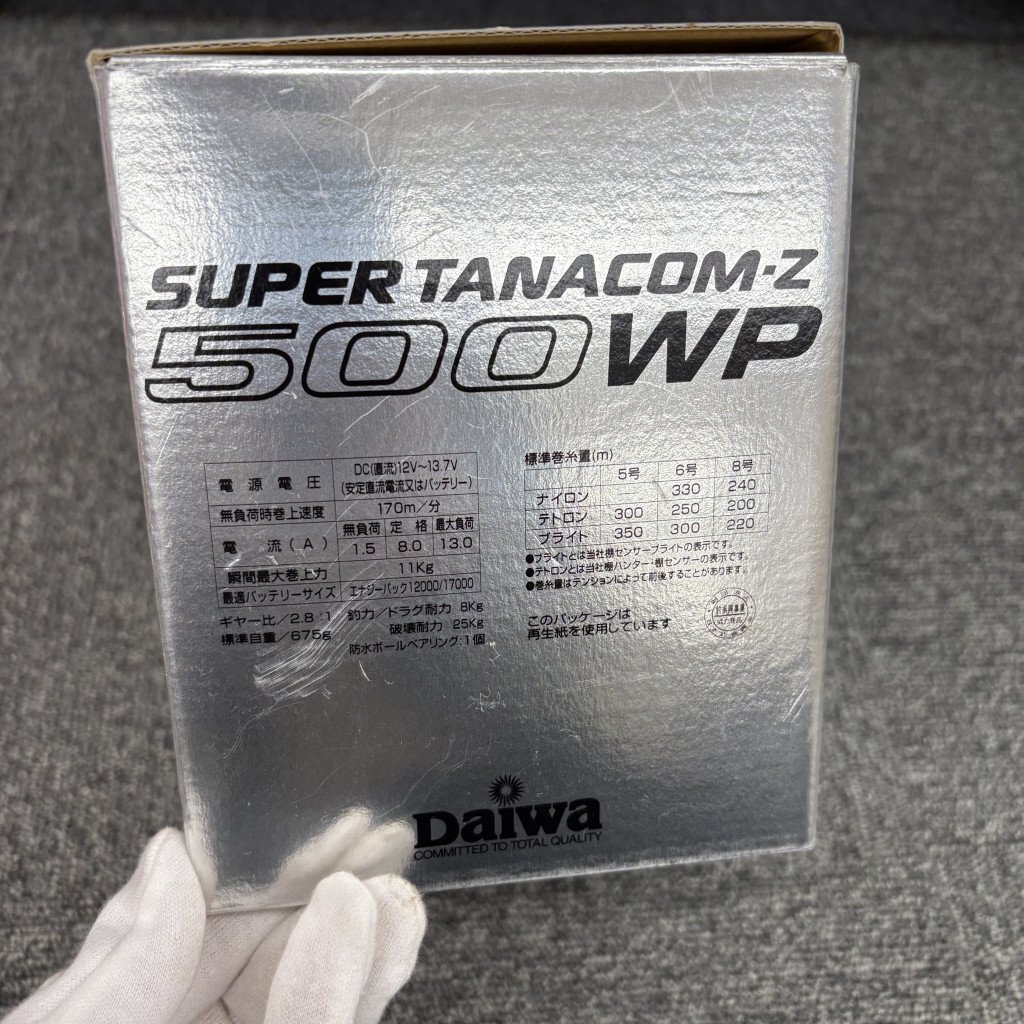 SUPER TANACOM-Z
500WP
電源電圧 DC(直流)12V～13.7V
(安定直流電流又はバッテリー)
無負荷時巻上速度 170m／分
電流(A) 無負荷 定格 最大負荷
1.5 8.0 13.0
瞬間最大巻上力 11Kg
最適バッテリーサイズ エナジーパック12000/17000
ギヤー比／2.8：1 釣力／ドラグ耐力 8Kg
標準自重／675g 破壊耐力 25Kg
防水ボールベアリング：1個
標準巻糸量(m)
5号 6号 8号
ナイロン 330 240
テトロン 300 250 200
ブライト 350 300 220
●ブライトとは当社棚センサーブライトの表示です。
●テトロンとは当社棚ハンター・棚センサーの表示です。
●巻糸量はテンションによって前後することがあります。
このパッケージは
再生紙を使用しています
Daiwa
COMMITTED TO TOTAL QUALITY